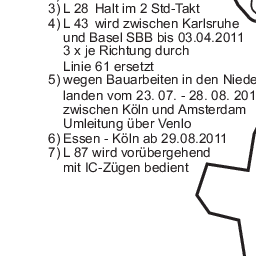 3) L 28 Halt im 2 Std-Takt
4) L 43 wird zwischen Karlsruhe
und Basel SBB bis 03.04.2011
3 x je Richtung durch
Linie 61 ersetzt
5) wegen Bauarbeiten in den Niede
landen vom 23. 07. - 28. 08. 201
zwischen Köln und Amsterdam
Umleitung über Venlo
6) Essen - Köln ab 29.08.2011
7) L 87 wird vorübergehend
mit IC-Zügen bedient